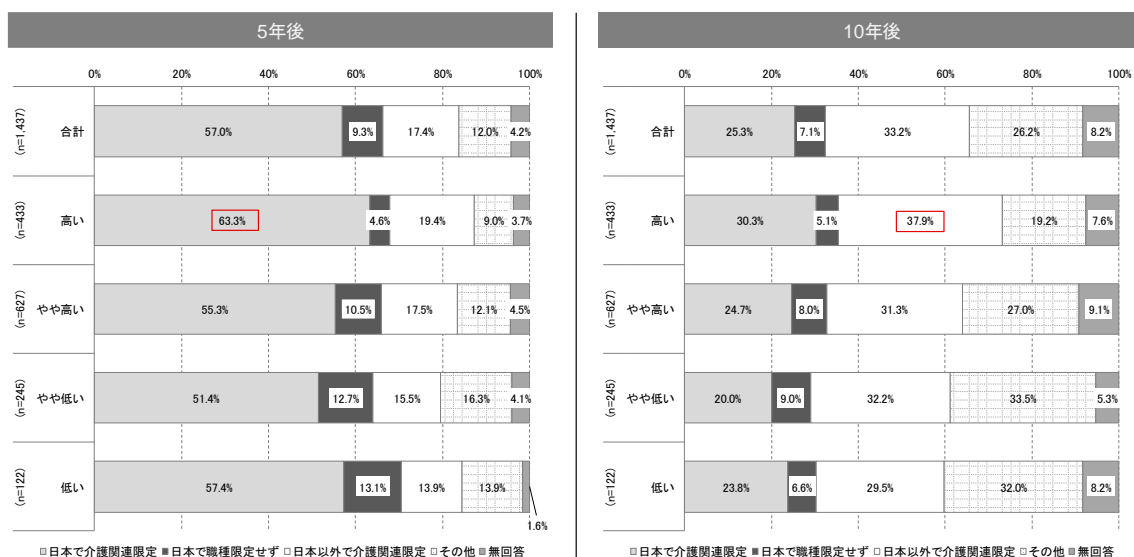 5年後
0% 20% 40% 60% 80% 100%
(n=1,437) 合計 57.0% 9.3% 17.4% 12.0% 4.2%
(n=433) 高い 63.3% 4.6% 19.4% 9.0% 3.7%
(n=627) やや高い 55.3% 10.5% 17.5% 12.1% 4.5%
(n=245) やや低い 51.4% 12.7% 15.5% 16.3% 4.1%
(n=122) 低い 57.4% 13.1% 13.9% 13.9%
1.6%
日本で介護関連限定 日本で職種限定せず 日本以外で介護関連限定 その他 無回答
10年後
0% 20% 40% 60% 80% 100%
(n=1,437) 合計 25.3% 7.1% 33.2% 26.2% 8.2%
(n=433) 高い 30.3% 5.1% 37.9% 19.2% 7.6%
(n=627) やや高い 24.7% 8.0% 31.3% 27.0% 9.1%
(n=245) やや低い 20.0% 9.0% 32.2% 33.5% 5.3%
(n=122) 低い 23.8% 6.6% 29.5% 32.0% 8.2%
日本で介護関連限定 日本で職種限定せず 日本以外で介護関連限定 その他 無回答